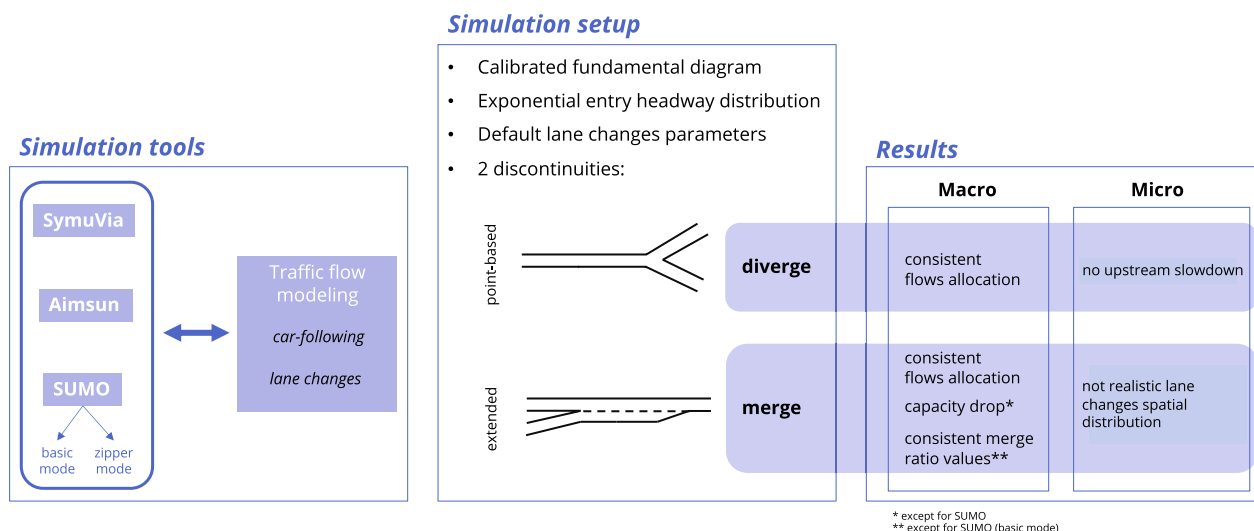 Simulation tools
SymuVia
Aimsun
SUMO
basic
mode
zipper
mode
Traffic flow
modeling
car-following
lane changes
Simulation setup
• Calibrated fundamental diagram
• Exponential entry headway distribution
• Default lane changes parameters
• 2 discontinuities:
point-based
diverge
extended
merge
Results
Macro
Micro
consistent
flows allocation
no upstream slowdown
consistent
flows allocation
capacity drop*
consistent merge
ratio values**
not realistic lane
changes spatial
distribution
* except for SUMO
** except for SUMO (basic mode)